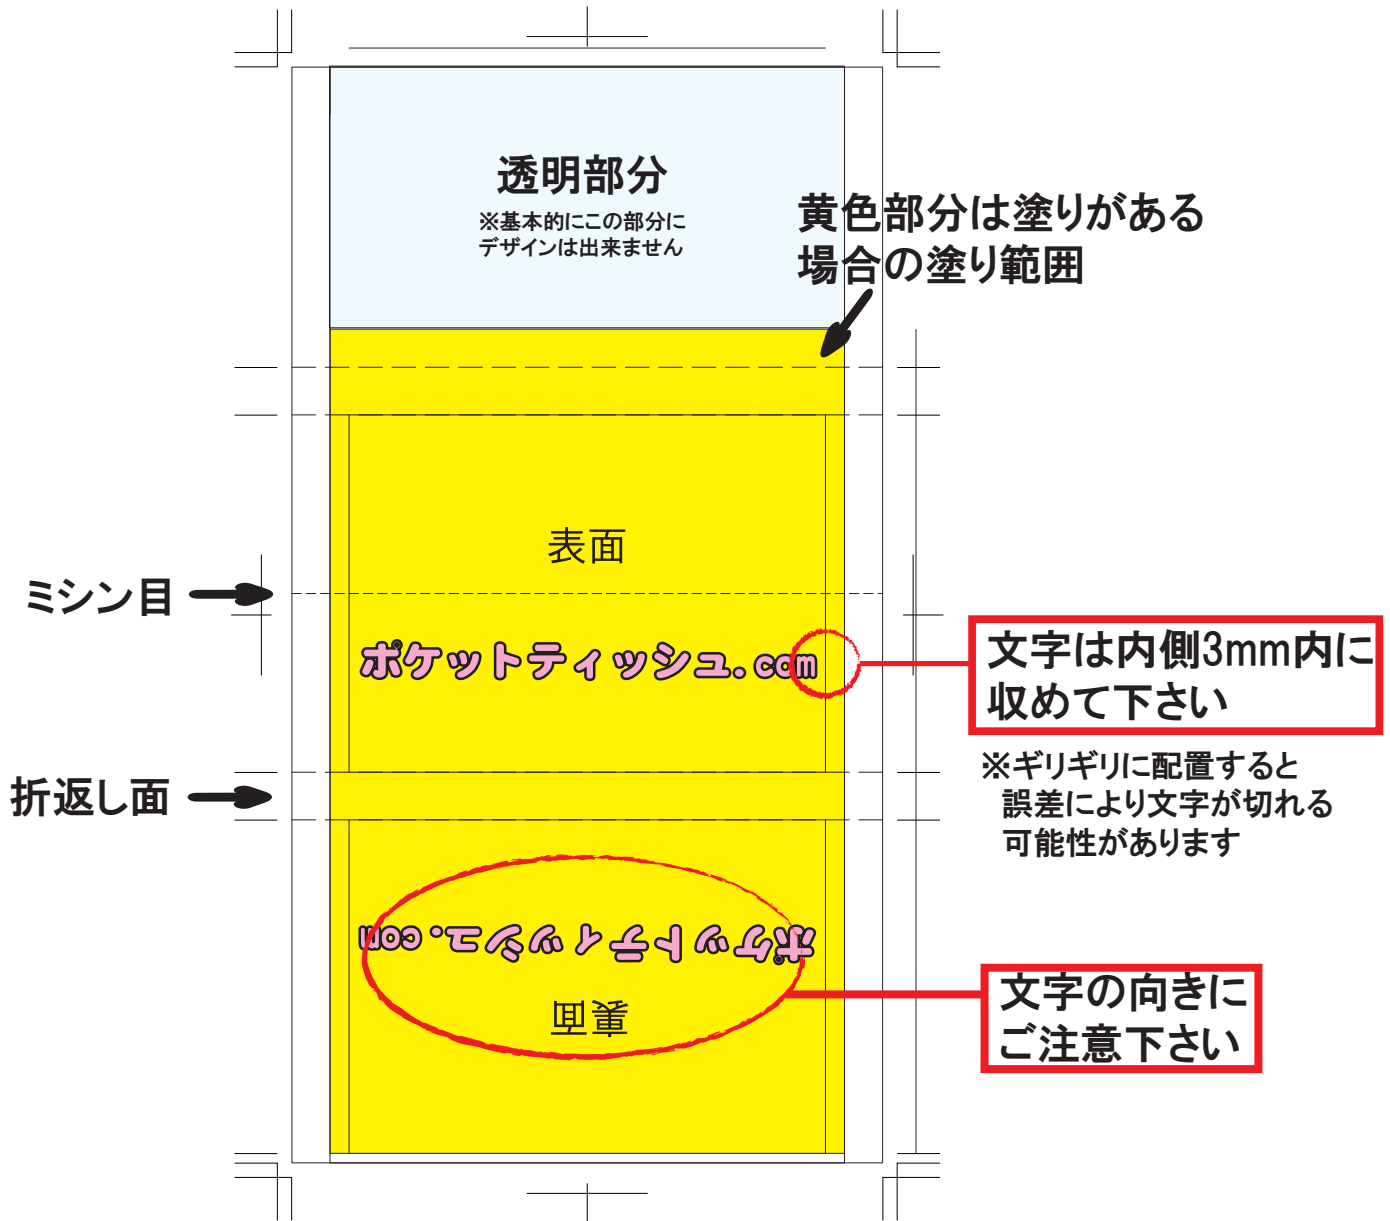 透明部分
※基本的にこの部分に
デザインは出来ません
黄色部分は塗りがある
場合の塗り範囲
表面
ミシン目
ポケットティッシュ.com
文字は内側3mm内に
収めて下さい
※ギリギリに配置すると
誤差により文字が切れる
可能性があります
折返し面
ポケットティッシュ.com
裏面
文字の向きに
ご注意下さい